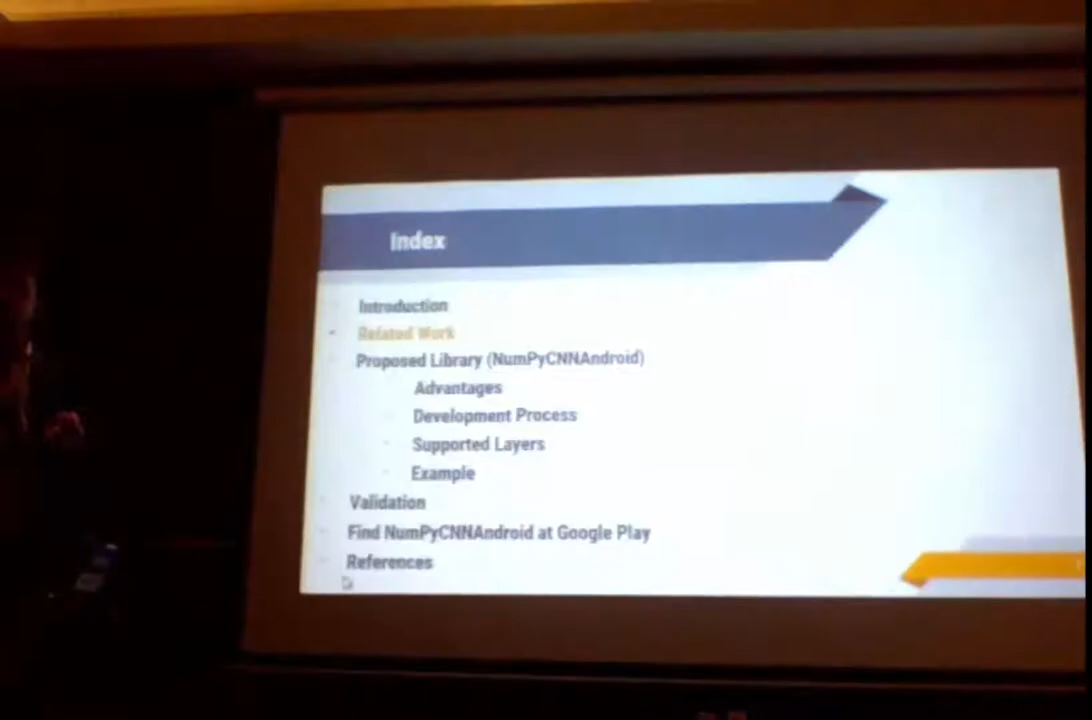 Index
Introduction
Related Work
Proposed Library (NumPyCNNAndroid)
Advantages
Development Process
Supported Layers
Example
Validation
Find NumPyCNNAndroid at Google Play
References